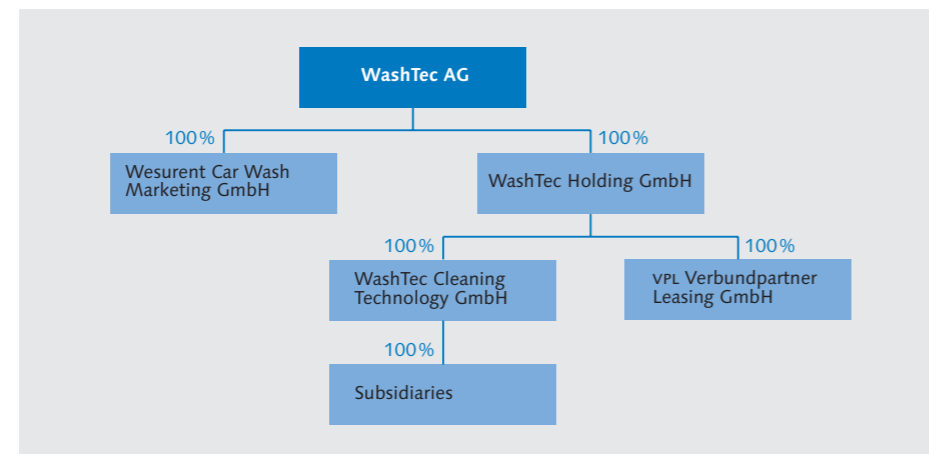 WashTec AG
100%
100%
Wesurent Car Wash
Marketing GmbH
WashTec Holding GmbH
100%
100%
WashTec Cleaning
Technology GmbH
VPL Verbundpartner
Leasing GmbH
100%
Subsidiaries